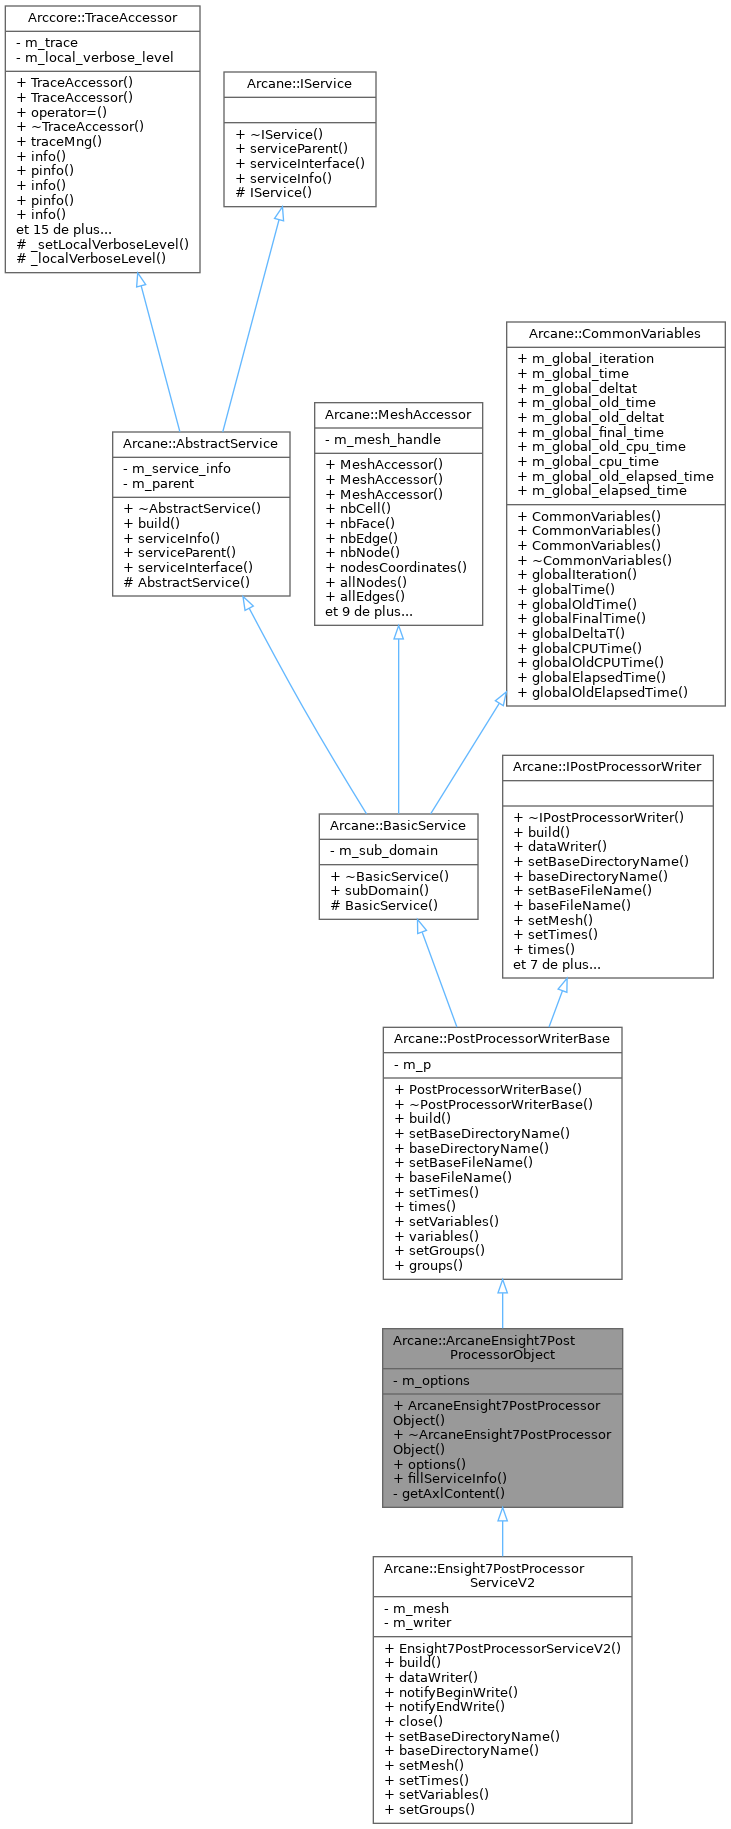 Arccore::TraceAccessor
- m_trace
- m_local_verbose_level
+ TraceAccessor()
+ TraceAccessor()
+ operator=()
+ ~TraceAccessor()
+ traceMng()
+ info()
+ pinfo()
+ info()
+ pinfo()
+ info()
et 15 de plus...
# _setLocalVerboseLevel()
# _localVerboseLevel()
Arcane::IService
+ ~IService()
+ serviceParent()
+ serviceInterface()
+ serviceInfo()
# IService()
Arcane::CommonVariables
+ m_global_iteration
+ m_global_time
+ m_global_deltat
+ m_global_old_time
+ m_global_old_deltat
+ m_global_final_time
+ m_global_old_cpu_time
+ m_global_cpu_time
+ m_global_old_elapsed_time
+ m_global_elapsed_time
+ CommonVariables()
+ CommonVariables()
+ CommonVariables()
+ ~CommonVariables()
+ globalIteration()
+ globalTime()
+ globalOldTime()
+ globalFinalTime()
+ globalDeltaT()
+ globalCPUTime()
+ globalOldCPUTime()
+ globalElapsedTime()
+ globalOldElapsedTime()
Arcane::MeshAccessor
- m_mesh_handle
+ MeshAccessor()
+ MeshAccessor()
+ MeshAccessor()
+ nbCell()
+ nbFace()
+ nbEdge()
+ nbNode()
+ nodesCoordinates()
+ allNodes()
+ allEdges()
et 9 de plus...
Arcane::AbstractService
- m_service_info
- m_parent
+ ~AbstractService()
+ build()
+ serviceInfo()
+ serviceParent()
+ serviceInterface()
# AbstractService()
Arcane::IPostProcessorWriter
+ ~IPostProcessorWriter()
+ build()
+ dataWriter()
+ setBaseDirectoryName()
+ baseDirectoryName()
+ setBaseFileName()
+ baseFileName()
+ setMesh()
+ setTimes()
+ times()
et 7 de plus...
Arcane::BasicService
- m_sub_domain
+ ~BasicService()
+ subDomain()
# BasicService()
Arcane::PostProcessorWriterBase
- m_p
+ PostProcessorWriterBase()
+ ~PostProcessorWriterBase()
+ build()
+ setBaseDirectoryName()
+ baseDirectoryName()
+ setBaseFileName()
+ baseFileName()
+ setTimes()
+ times()
+ setVariables()
+ variables()
+ setGroups()
+ groups()
Arcane::ArcaneEnsight7Post
ProcessorObject
- m_options
+ ArcaneEnsight7PostProcessor
Object()
+ ~ArcaneEnsight7PostProcessor
Object()
+ options()
+ fillServiceInfo()
- getAxlContent()
Arcane::Ensight7PostProcessor
ServiceV2
- m_mesh
- m_writer
+ Ensight7PostProcessorServiceV2()
+ build()
+ dataWriter()
+ notifyBeginWrite()
+ notifyEndWrite()
+ close()
+ setBaseDirectoryName()
+ baseDirectoryName()
+ setMesh()
+ setTimes()
+ setVariables()
+ setGroups()